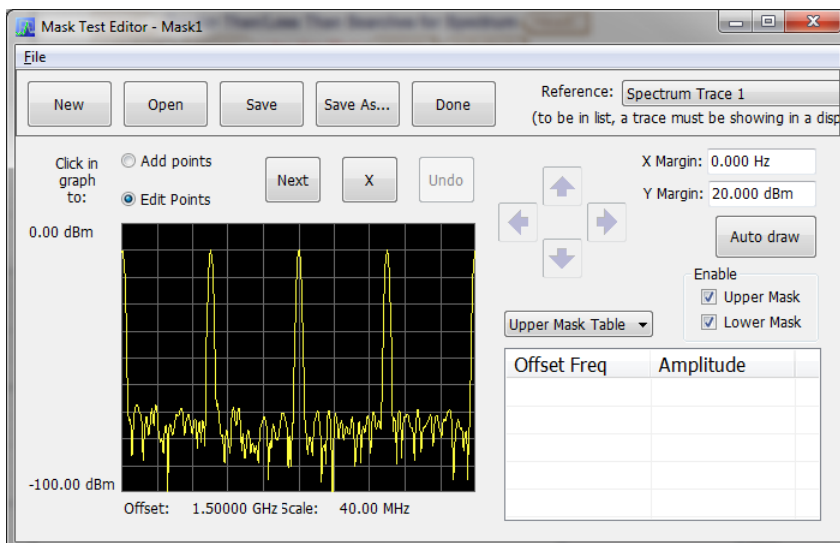 Mask Test Editor - Mask1
File
New
Open
Save
Save As...
Done
Reference:
Spectrum Trace 1
(to be in list, a trace must be showing in a disp
Click in
graph
to:
Add points
Edit Points
Next
X
Undo
X Margin: 0.000 Hz
Y Margin: 20.000 dBm
Auto draw
Enable
Upper Mask
Lower Mask
0.00 dBm
-100.00 dBm
Offset: 1.50000 GHz Scale: 40.00 MHz
Upper Mask Table
Offset Freq Amplitude